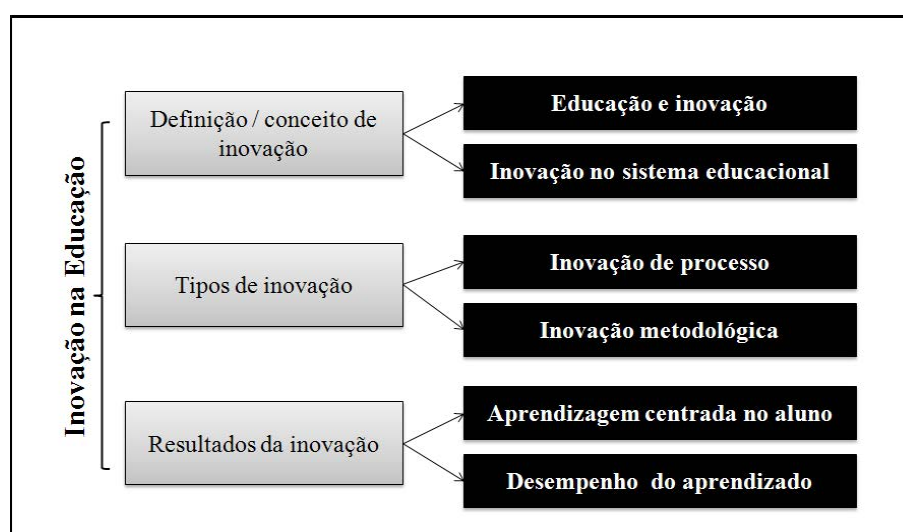 Inovação na Educação
Definição / conceito de
inovação
Educação e inovação
Inovação no sistema educacional
Tipos de inovação
Inovação de processo
Inovação metodológica
Resultados da inovação
Aprendizagem centrada no aluno
Desempenho do aprendizado